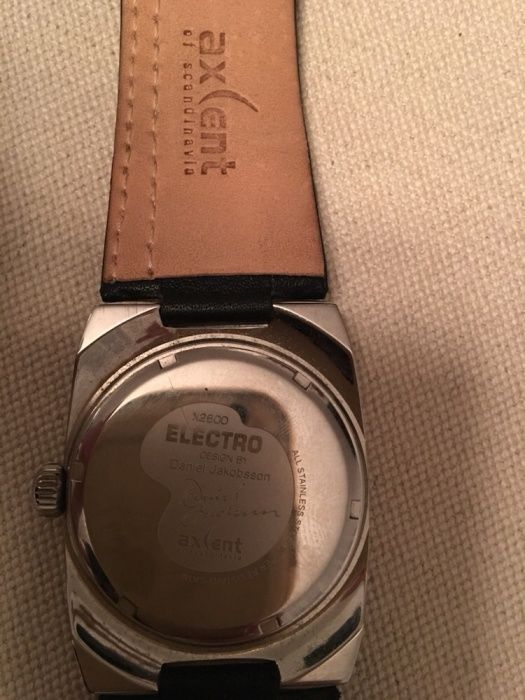 axcent
of scandinavia
X2600
ELECTRO
DESIGN BY
Daniel Jakobsson
axcent
ALL STAINLESS